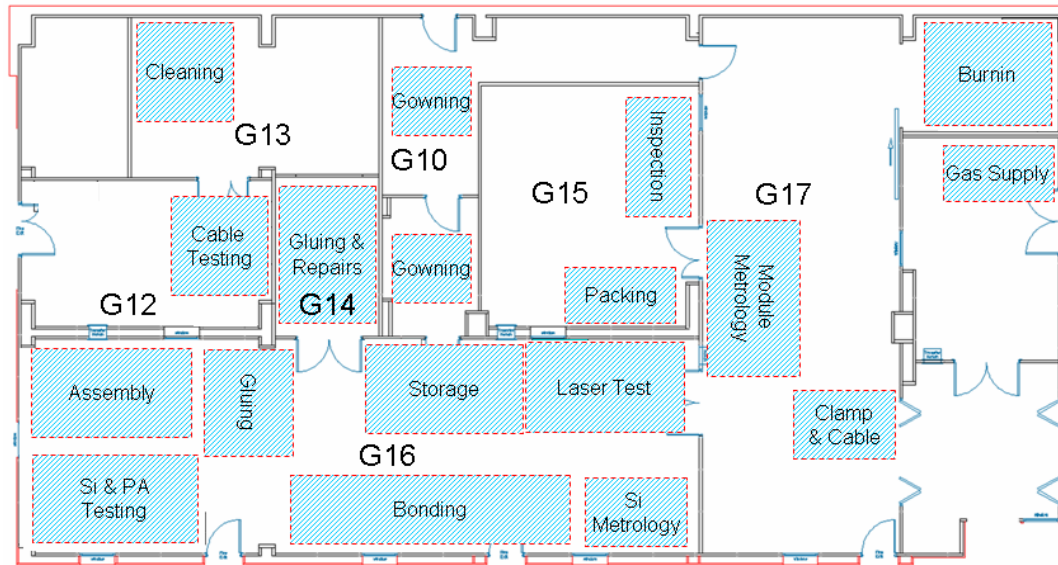 Cleaning
Burnin
Gowning
G13
Inspection
G10
Gas Supply
G15
G17
Cable
Testing
Gluing &
Repairs
Gowning
Module
Metrology
G12
G14
Packing
Assembly
Gluing
Storage
Laser Test
Clamp
& Cable
G16
Si & PA
Testing
Bonding
Si
Metrology